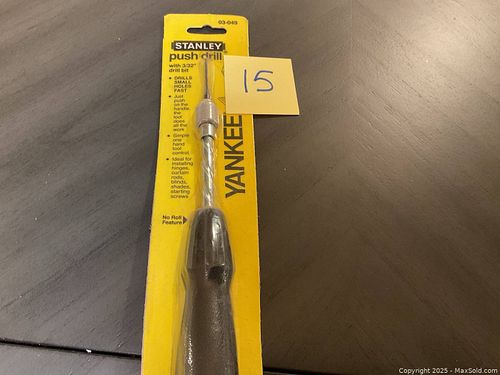 03-049
STANLEY
push drill
with 3/32"
drill bit
• DRILLS
SMALL
HOLES
FAST
• Just
push
on the
handle,
the
tool
does
all the
work
• Simple
one
hand
tool
control
• Ideal for
installing
hinges,
curtain
rods,
blinds,
shades,
starting
screws
No Roll
Feature
YANKEE
15
Copyright 2025 - MaxSold.com